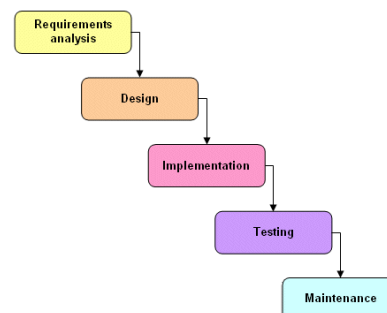 Requirements
analysis
Design
Implementation
Testing
Maintenance